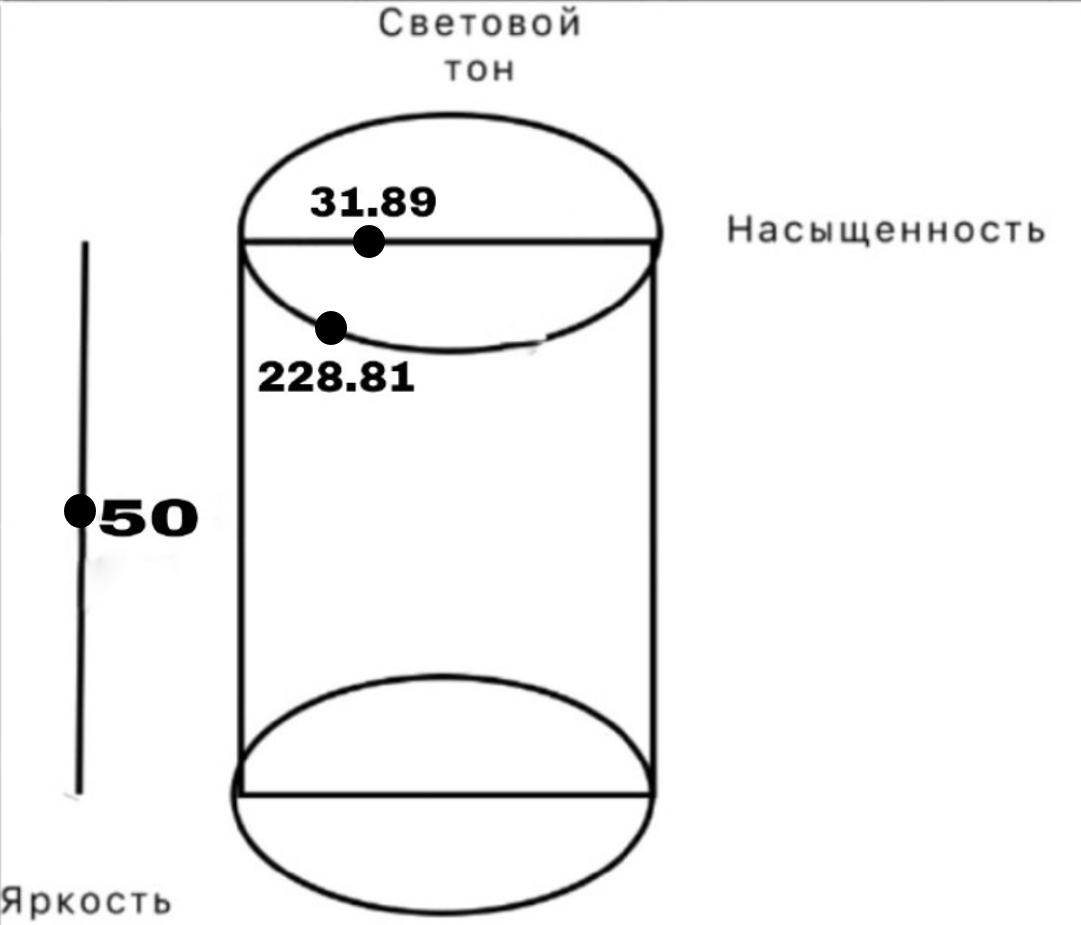 Световой
тон
31.89
Насыщенность
228.81
50
Яркость